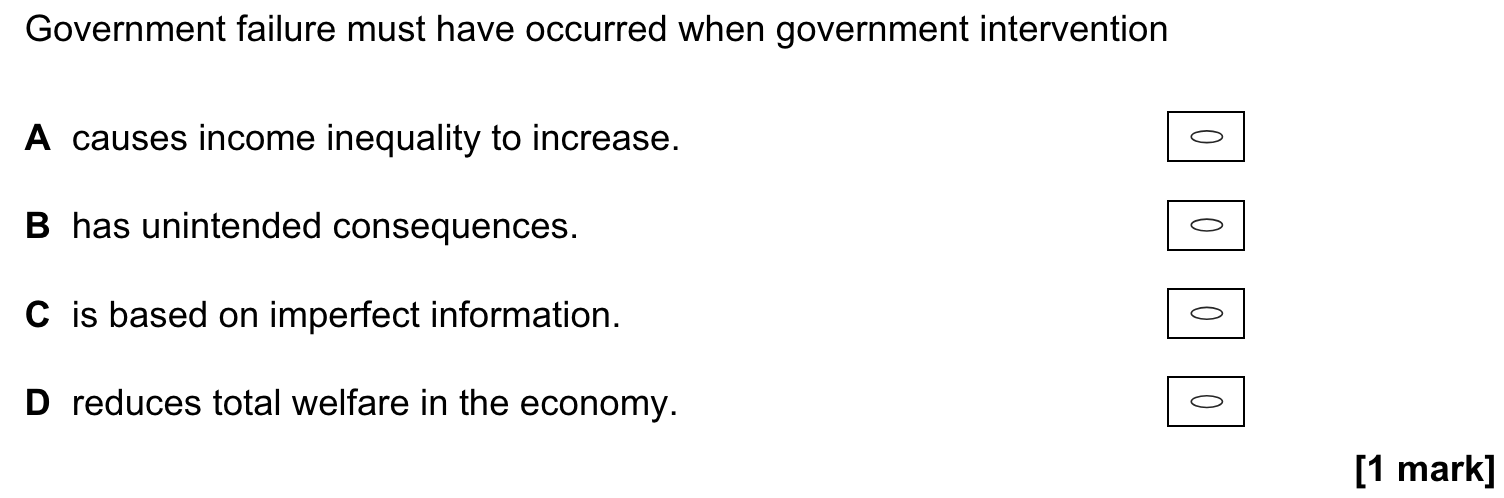 Government failure must have occurred when government intervention
A causes income inequality to increase.
B has unintended consequences.
C is based on imperfect information.
D reduces total welfare in the economy.
[1 mark]